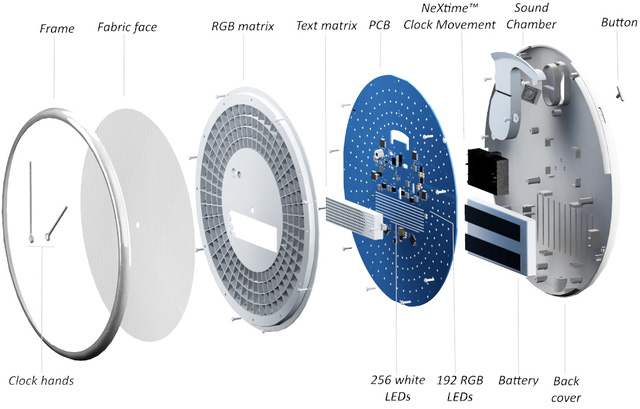 Frame
Fabric face
RGB matrix
Text matrix
PCB
NeXtime™
Clock Movement
Sound
Chamber
Button
Clock hands
256 white
LEDs
192 RGB
LEDs
Battery
Back
cover